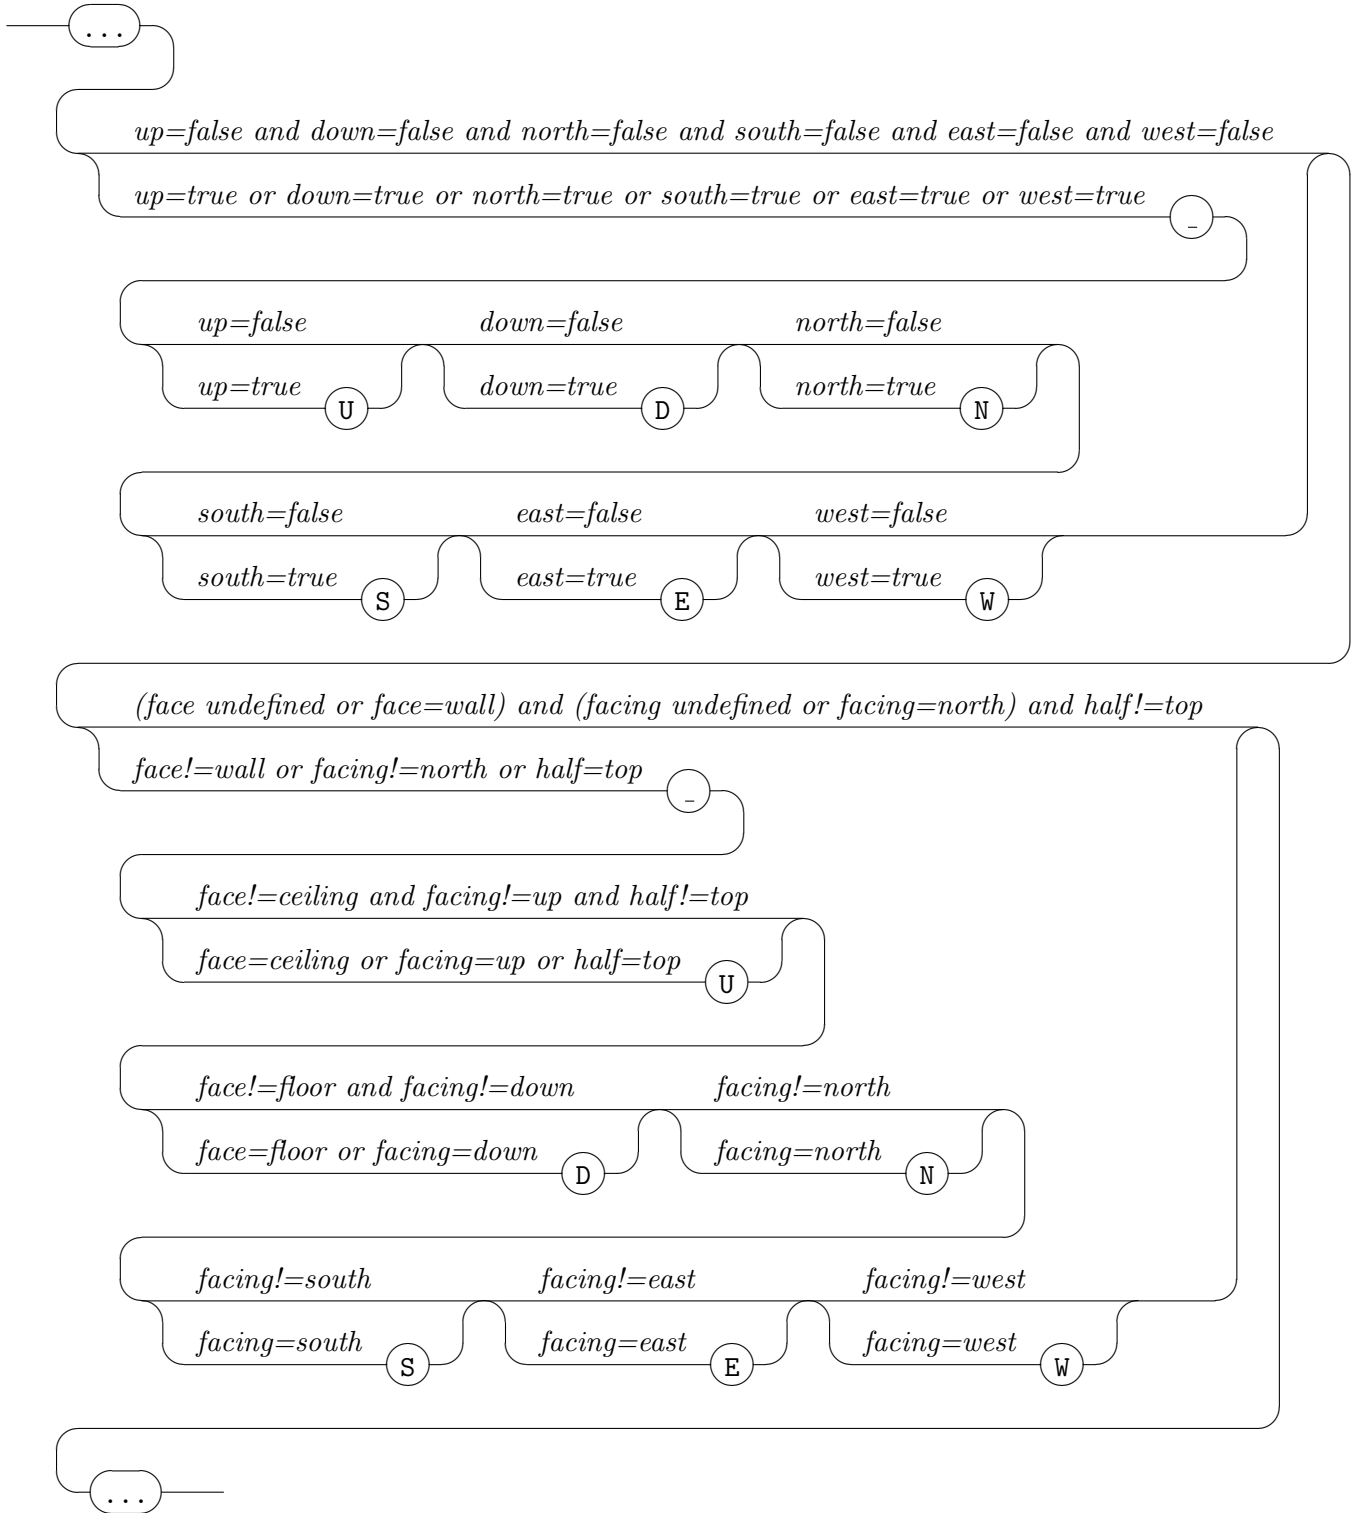 ...
up=false and down=false and north=false and south=false and east=false and west=false
up=true or down=true or north=true or south=true or east=true or west=true _
up=false down=false north=false
up=true U down=true D north=true N
south=false east=false west=false
south=true S east=true E west=true W
(face undefined or face=wall) and (facing undefined or facing=north) and half!=top
face!=wall or facing!=north or half=top _
face!=ceiling and facing!=up and half!=top
face=ceiling or facing=up or half=top U
face!=floor and facing!=down facing!=north
face=floor or facing=down D facing=north N
facing!=south facing!=east facing!=west
facing=south S facing=east E facing=west W
...